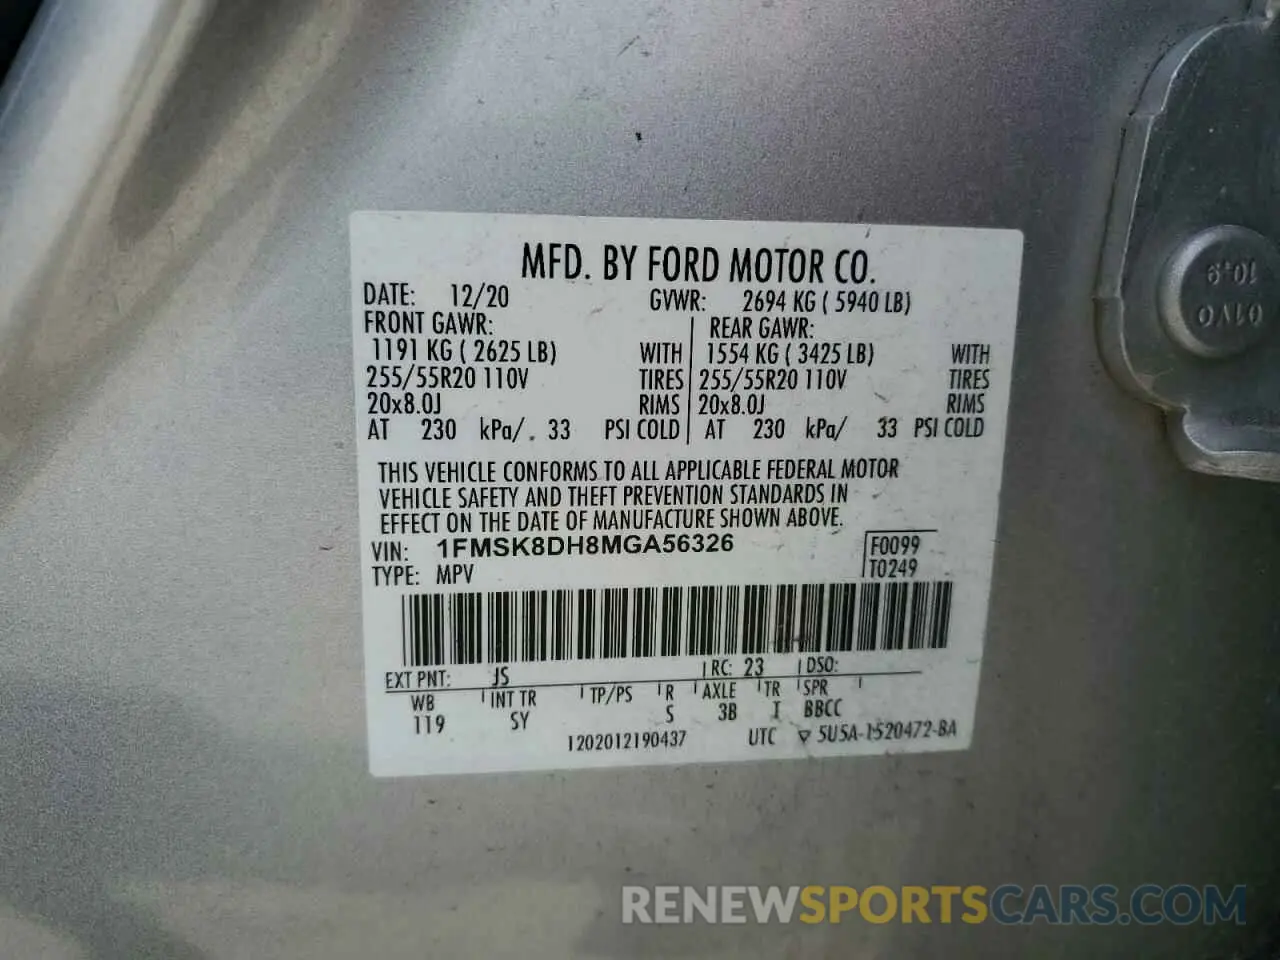 MFD. BY FORD MOTOR CO.
DATE: 12/20 GVWR: 2694 KG ( 5940 LB)
FRONT GAWR: REAR GAWR:
1191 KG ( 2625 LB) WITH 1554 KG ( 3425 LB) WITH
255/55R20 110V TIRES 255/55R20 110V TIRES
20x8.0J RIMS 20x8.0J RIMS
AT 230 kPa/. 33 PSI COLD AT 230 kPa/ 33 PSI COLD
THIS VEHICLE CONFORMS TO ALL APPLICABLE FEDERAL MOTOR
VEHICLE SAFETY AND THEFT PREVENTION STANDARDS IN
EFFECT ON THE DATE OF MANUFACTURE SHOWN ABOVE.
VIN: 1FMSK8DH8MGA56326 F0099
TYPE: MPV T0249
EXT PNT: JS RC: 23 DSO:
WB INT TR TP/PS R AXLE TR SPR
119 SY S 3B I BBCC
1202012190437 UTC ▽ 5U5A-1520472-BA
RENEWSPORTSCARS.COM